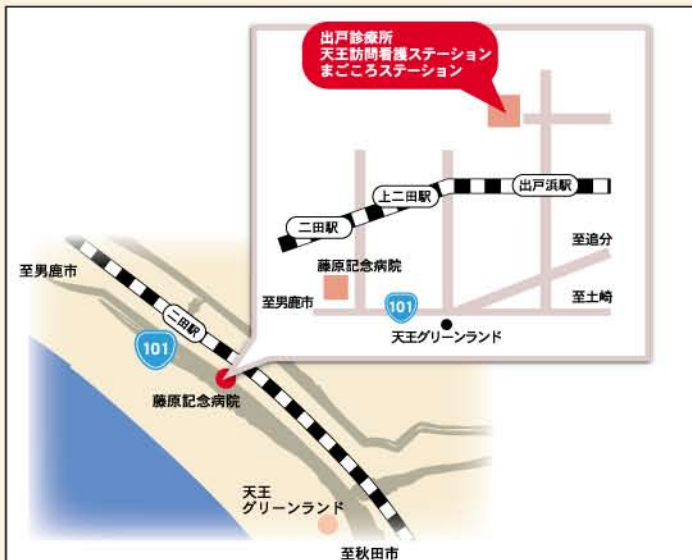 出戸診療所
天王訪問看護ステーション
まごころステーション
出戸浜駅
上二田駅
二田駅
至追分
藤原記念病院
至男鹿市
101
至土崎
天王グリーンランド
至男鹿市
二田駅
101
藤原記念病院
天王
グリーンランド
至秋田市